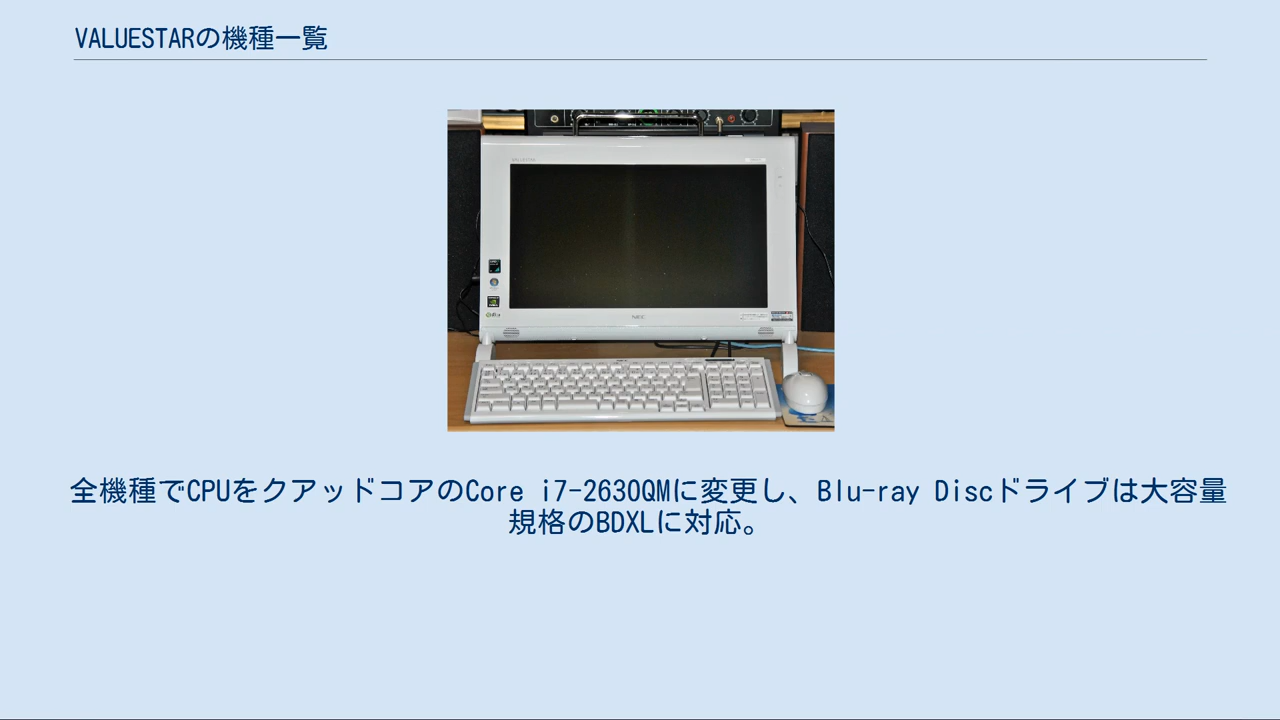 VALUESTARの機種一覧
NEC
全機種でCPUをクアッドコアのCore i7-2630QMに変更し、Blu-ray Discドライブは大容量
規格のBDXLに対応。